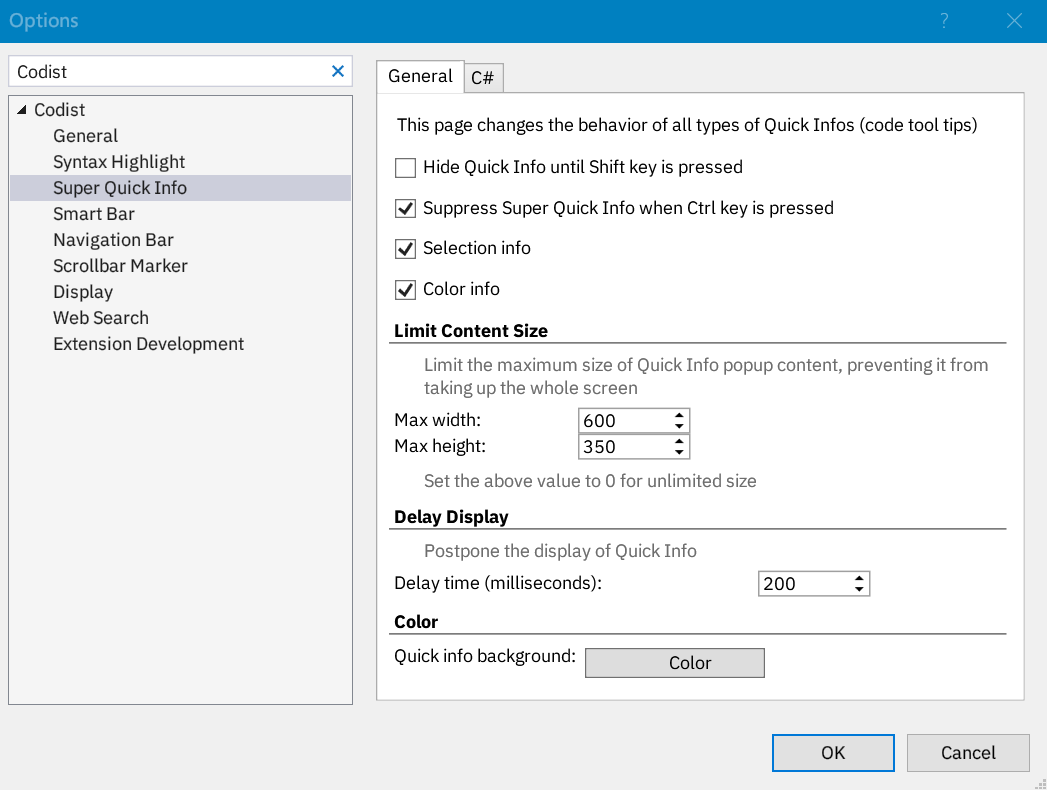 Options
Codist
Codist
General
Syntax Highlight
Super Quick Info
Smart Bar
Navigation Bar
Scrollbar Marker
Display
Web Search
Extension Development
General
C#
This page changes the behavior of all types of Quick Infos (code tool tips)
Hide Quick Info until Shift key is pressed
Suppress Super Quick Info when Ctrl key is pressed
Selection info
Color info
Limit Content Size
Limit the maximum size of Quick Info popup content, preventing it from
taking up the whole screen
Max width: 600
Max height: 350
Set the above value to 0 for unlimited size
Delay Display
Postpone the display of Quick Info
Delay time (milliseconds): 200
Color
Quick info background: Color
OK Cancel